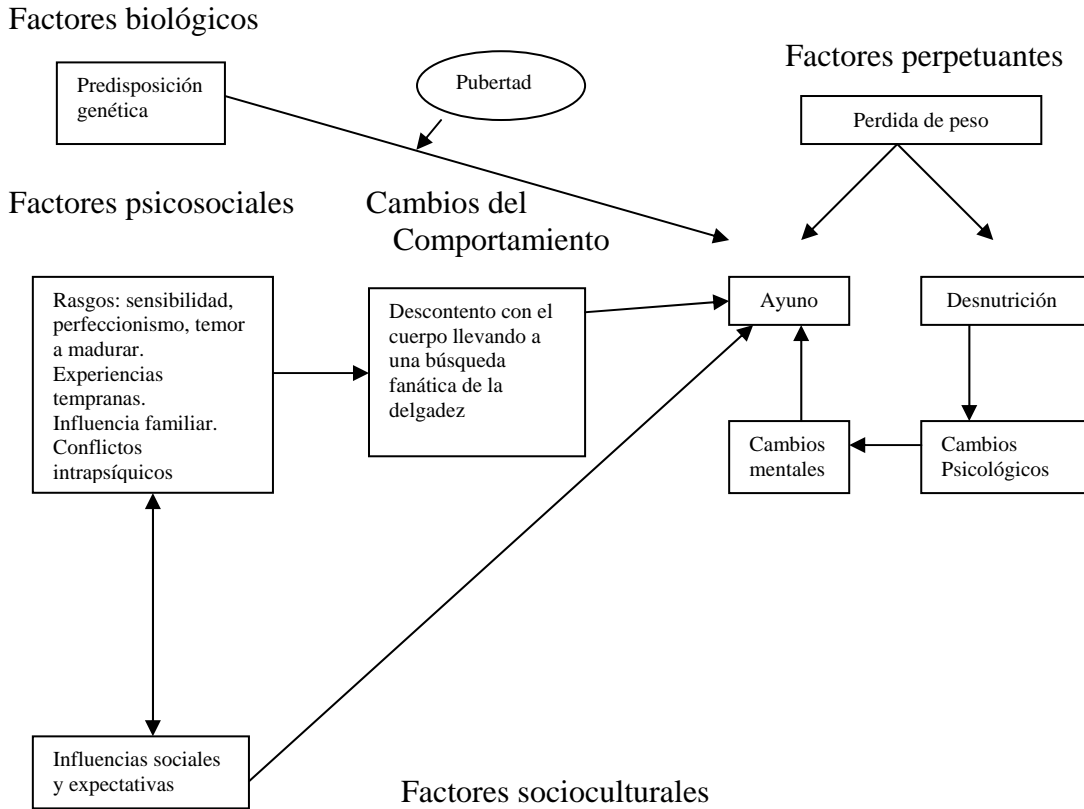 Factores biológicos
Predisposición
genética
Pubertad
Factores perpetuantes
Perdida de peso
Factores psicosociales
Cambios del
Comportamiento
Rasgos: sensibilidad,
perfeccionismo, temor
a madurar.
Experiencias
tempranas.
Influencia familiar.
Conflictos
intrapsíquicos
Descontento con el
cuerpo llevando a
una búsqueda
fanática de la
delgadez
Ayuno
Desnutrición
Cambios
mentales
Cambios
Psicológicos
Influencias sociales
y expectativas
Factores socioculturales